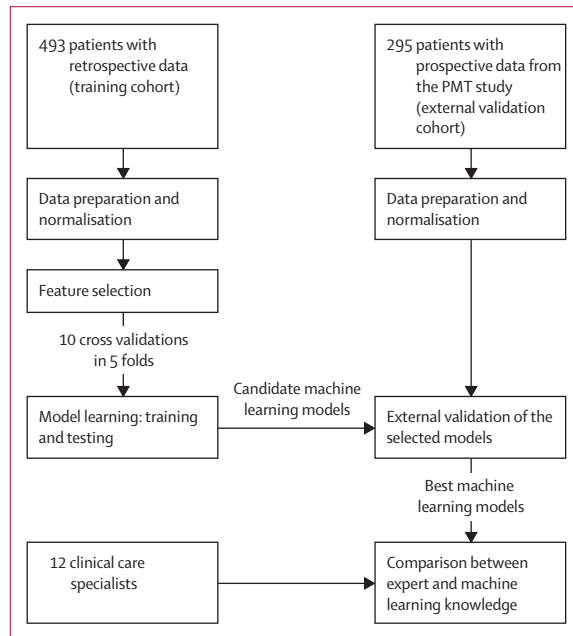 493 patients with
retrospective data
(training cohort)
295 patients with
prospective data from
the PMT study
(external validation
cohort)
Data preparation and
normalisation
Data preparation and
normalisation
Feature selection
10 cross validations
in 5 folds
Model learning: training
and testing
Candidate machine
learning models
External validation of the
selected models
Best machine
learning models
12 clinical care
specialists
Comparison between
expert and machine
learning knowledge